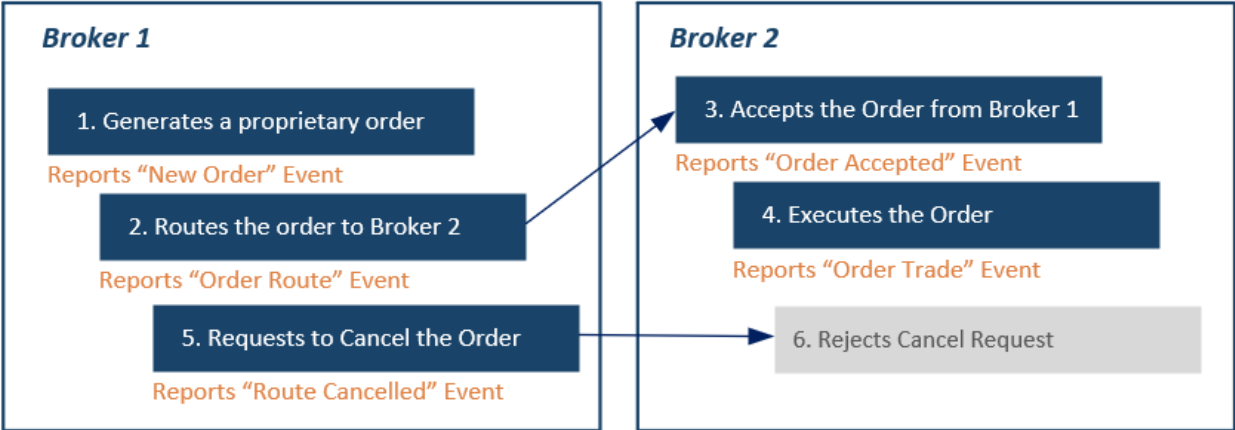 Broker 1
1. Generates a proprietary order
Reports “New Order” Event
2. Routes the order to Broker 2
Reports “Order Route” Event
5. Requests to Cancel the Order
Reports “Route Cancelled” Event
Broker 2
3. Accepts the Order from Broker 1
Reports “Order Accepted” Event
4. Executes the Order
Reports “Order Trade” Event
6. Rejects Cancel Request